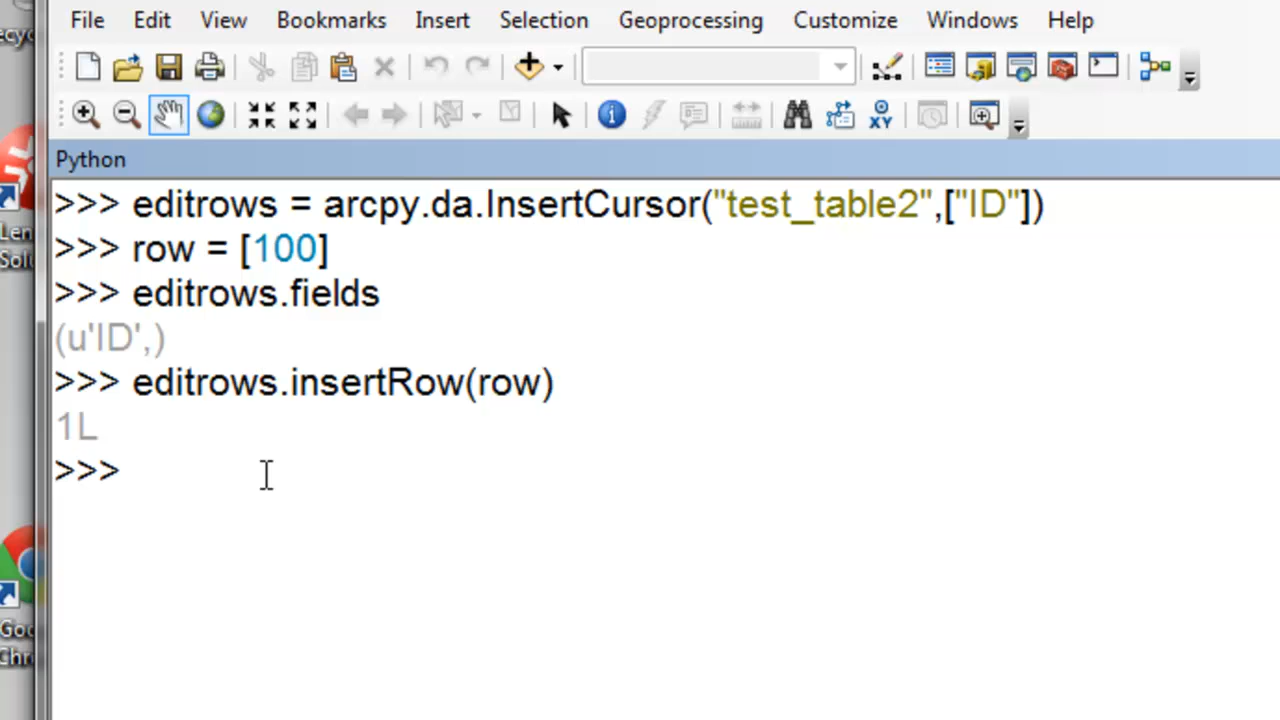 File Edit View Bookmarks Insert Selection Geoprocessing Customize Windows Help
XY
Python
>>> editrows = arcpy.da.InsertCursor("test_table2",["ID"])
>>> row = [100]
>>> editrows.fields
(u'ID',)
>>> editrows.insertRow(row)
1L
>>>